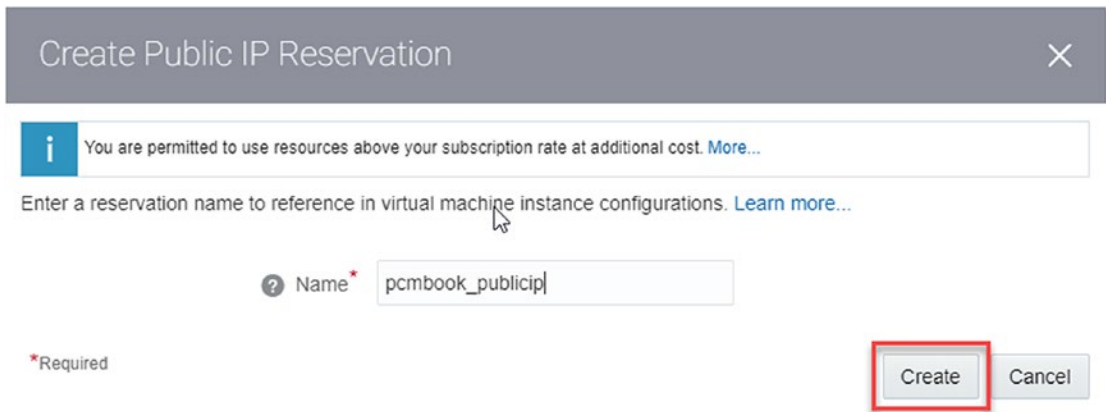 Create Public IP Reservation
i You are permitted to use resources above your subscription rate at additional cost. More...
Enter a reservation name to reference in virtual machine instance configurations. Learn more...
? Name* pcmbook_publicip
*Required
Create Cancel